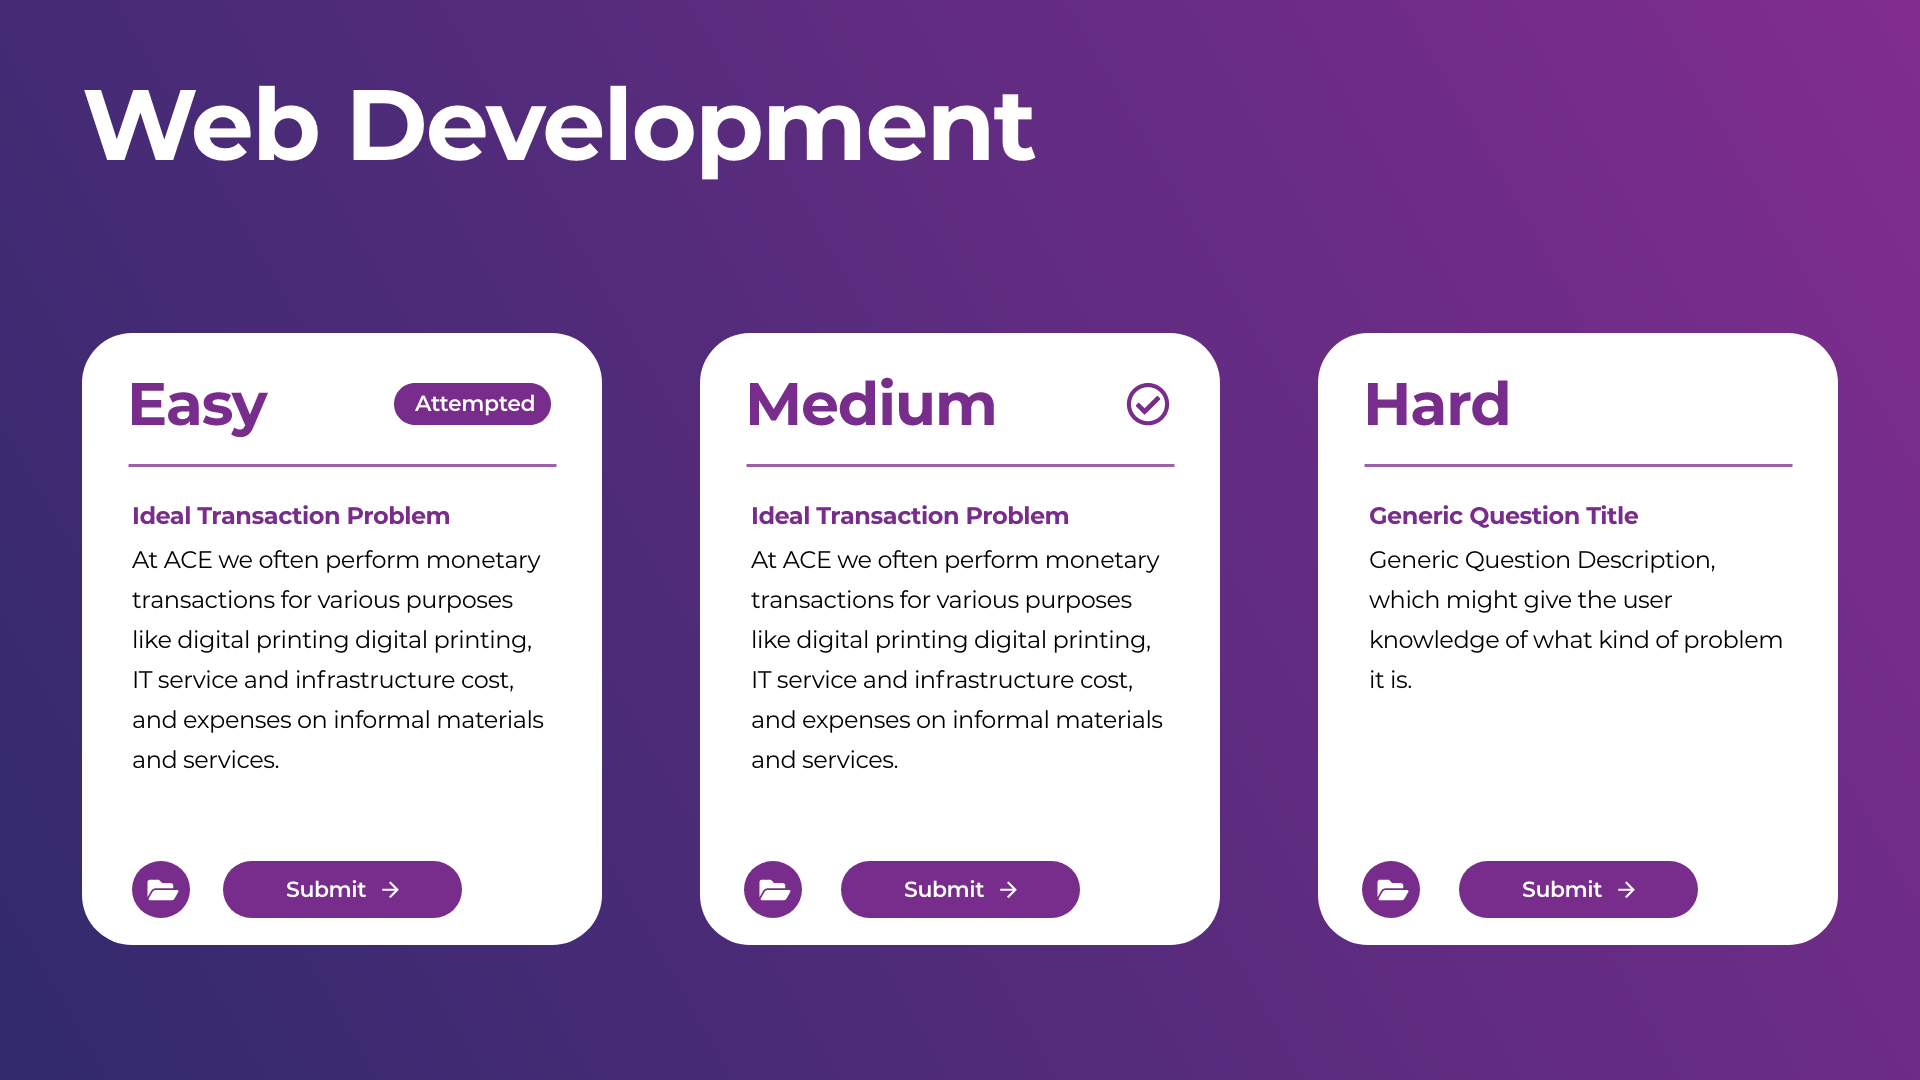 Web Development
Easy
Attempted
Ideal Transaction Problem
At ACE we often perform monetary
transactions for various purposes
like digital printing digital printing,
IT service and infrastructure cost,
and expenses on informal materials
and services.
Submit
Medium
Ideal Transaction Problem
At ACE we often perform monetary
transactions for various purposes
like digital printing digital printing,
IT service and infrastructure cost,
and expenses on informal materials
and services.
Submit
Hard
Generic Question Title
Generic Question Description,
which might give the user
knowledge of what kind of problem
it is.
Submit